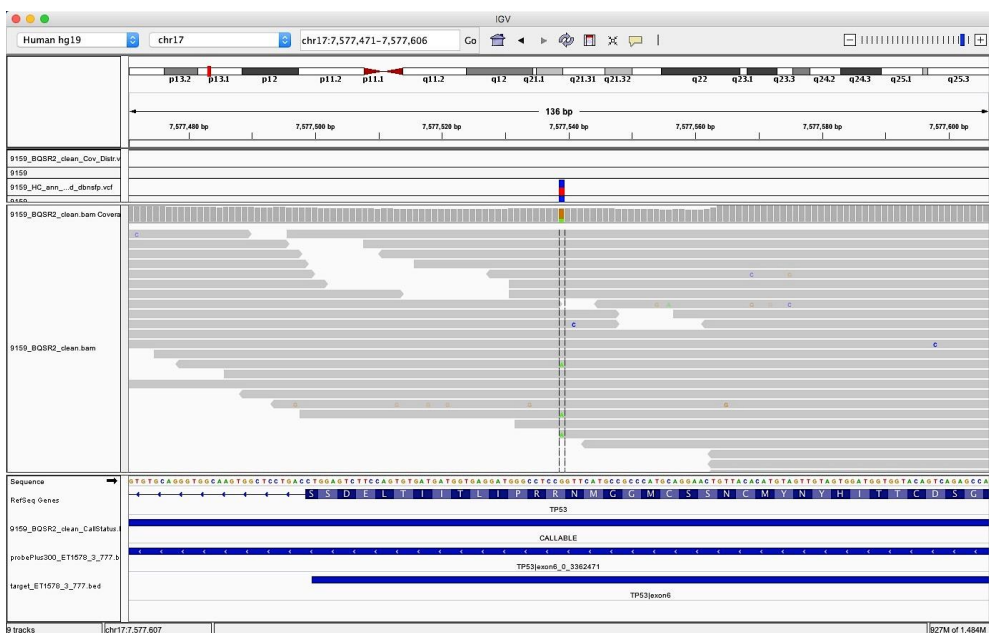 IGV
Human hg19 chr17 chr17:7,577,471-7,577,606 Go
p13.2 p13.1 p12 p11.2 p11.1 q11.2 q12 q21.1 q21.31 q21.32 q22 q23.1 q23.3 q24.2 q24.3 q25.1 q25.3
136 bp
7,577,480 bp 7,577,500 bp 7,577,520 bp 7,577,540 bp 7,577,560 bp 7,577,580 bp 7,577,600 bp
9159_BQSR2_clean_Cov_Distr.v
9159
9159_HC_ann_...d_dbnsfp.vcf
9159
9159_BQSR2_clean.bam Covera
C
C G
C
C
9159_BQSR2_clean.bam
Sequence
RefSeq Genes
S S D E L T I I T L I P R R N M G G M C S S N C M Y N Y H I T T C D S G
TP53
9159_BQSR2_clean_CallStatus.
CALLABLE
probePlus300_ET1578_3_777.b
TP53|exon6_0_3362471
target_ET1578_3_777.bed
TP53|exon6
9 tracks chr17:7,577,607 927M of 1,484M